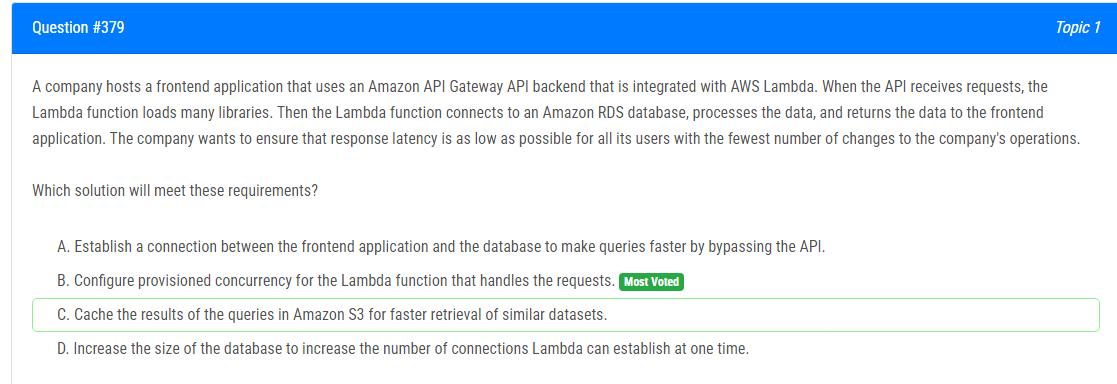 Question #379
Topic 1
A company hosts a frontend application that uses an Amazon API Gateway API backend that is integrated with AWS Lambda. When the API receives requests, the
Lambda function loads many libraries. Then the Lambda function connects to an Amazon RDS database, processes the data, and returns the data to the frontend
application. The company wants to ensure that response latency is as low as possible for all its users with the fewest number of changes to the company's operations.
Which solution will meet these requirements?
A. Establish a connection between the frontend application and the database to make queries faster by bypassing the API.
B. Configure provisioned concurrency for the Lambda function that handles the requests. Most Voted
C. Cache the results of the queries in Amazon S3 for faster retrieval of similar datasets.
D. Increase the size of the database to increase the number of connections Lambda can establish at one time.